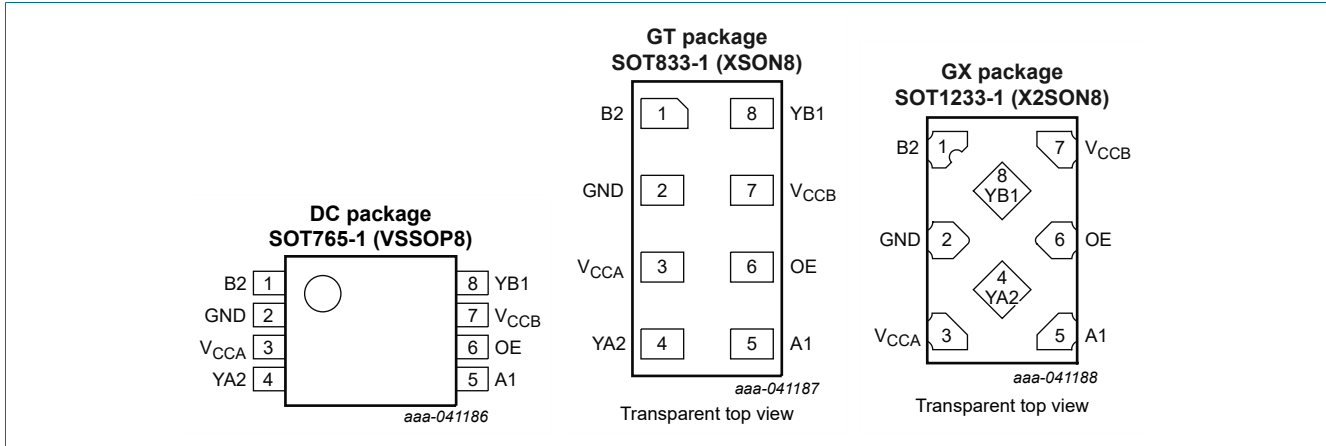 DC package
SOT765-1 (VSSOP8)
B2 1
8 YB1
GND 2
7 VCCB
VCCA 3
6 OE
YA2 4
5 A1
aaa-041186
GT package
SOT833-1 (XSON8)
B2 1
8 YB1
GND 2
7 VCCB
VCCA 3
6 OE
YA2 4
5 A1
aaa-041187
Transparent top view
GX package
SOT1233-1 (X2SON8)
B2 1
7 VCCB
8
YB1
GND 2
6 OE
4
YA2
VCCA 3
5 A1
aaa-041188
Transparent top view